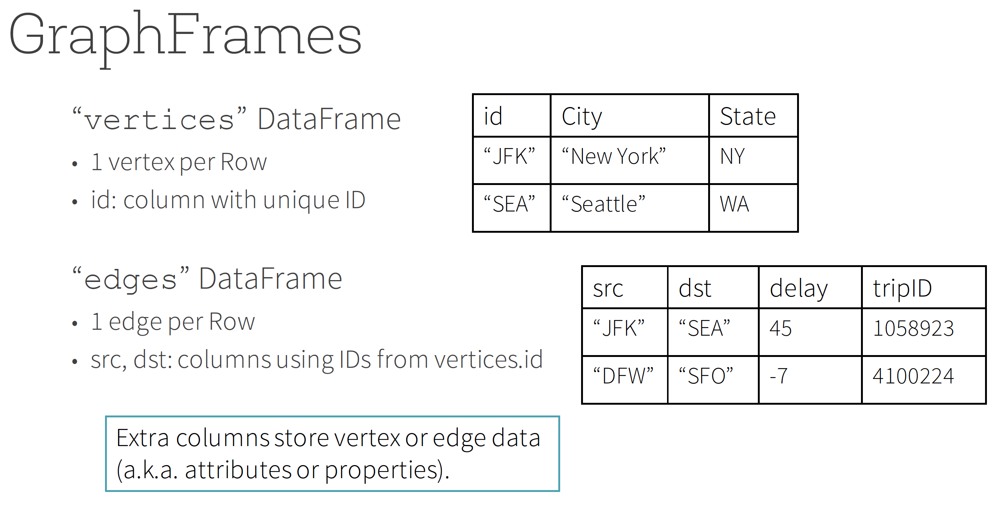 GraphFrames
“vertices” DataFrame
• 1 vertex per Row
• id: column with unique ID
id City State
“JFK” “New York” NY
“SEA” “Seattle” WA
“edges” DataFrame
• 1 edge per Row
• src, dst: columns using IDs from vertices.id
src dst delay tripID
“JFK” “SEA” 45 1058923
“DFW” “SFO” -7 4100224
Extra columns store vertex or edge data
(a.k.a. attributes or properties).